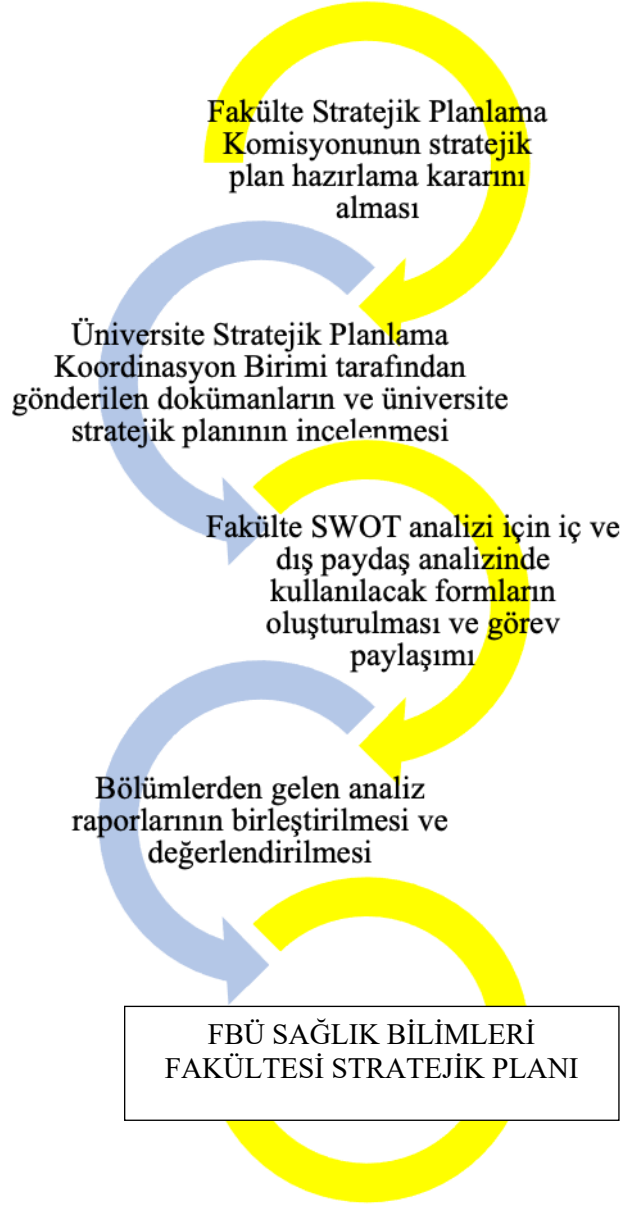 Fakülte Stratejik Planlama
Komisyonunun stratejik
plan hazırlama kararını
alması
Üniversite Stratejik Planlama
Koordinasyon Birimi tarafından
gönderilen dokümanların ve üniversite
stratejik planının incelenmesi
Fakülte SWOT analizi için iç ve
dış paydaş analizinde
kullanılacak formların
oluşturulması ve görev
paylaşımı
Bölümlerden gelen analiz
raporlarının birleştirilmesi ve
değerlendirilmesi
FBÜ SAĞLIK BİLİMLERİ
FAKÜLTESİ STRATEJİK PLANI